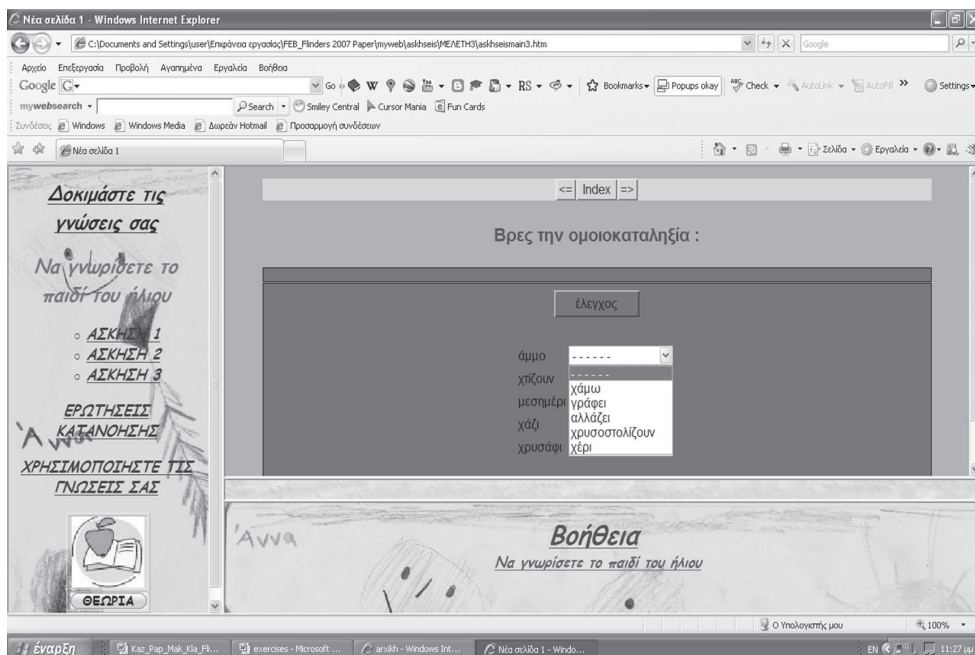 Νέα σελίδα 1 - Windows Internet Explorer
C:\Documents and Settings\user\Επιφάνεια εργασίας\FEB_Flinders 2007 Paper\myweb\askhseis\ΜΕΛΕΤΗ3\askhseismain3.htm
Google
Αρχείο Επεξεργασία Προβολή Αγαπημένα Εργαλεία Βοήθεια
Google G Go W RS Bookmarks Popups okay Check AutoLink AutoFill Settings
mywebsearch Search Smiley Central Cursor Mania Fun Cards
Συνδέσεις Windows Windows Media Δωρεάν Hotmail Προσαρμογή συνδέσεων
Νέα σελίδα 1 Σελίδα Εργαλεία
Δοκιμάστε τις
γνώσεις σας
Να γνωρίσετε το
παιδί του ήλιου
ΑΣΚΗΣΗ 1
ΑΣΚΗΣΗ 2
ΑΣΚΗΣΗ 3
ΕΡΩΤΗΣΕΙΣ
ΚΑΤΑΝΟΗΣΗΣ
Άννα
ΧΡΗΣΙΜΟΠΟΙΗΣΤΕ ΤΙΣ
ΓΝΩΣΕΙΣ ΣΑΣ
ΘΕΩΡΙΑ
<= Index =>
Βρες την ομοιοκαταληξία :
έλεγχος
άμμο - - - - - -
χτίζουν - - - - - -
χάμω
μεσημέρι γράφει
αλλάζει
χάζι χρυσοστολίζουν
χρυσάφι χέρι
Άννα
Βοήθεια
Να γνωρίσετε το παιδί του ήλιου
Ο Υπολογιστής μου 100%
έναρξη Kaz_Pap_Mak_Kla_Fli... exercises - Microsoft ... arxikh - Windows Int... Νέα σελίδα 1 - Windo... EN 11:27 μμ